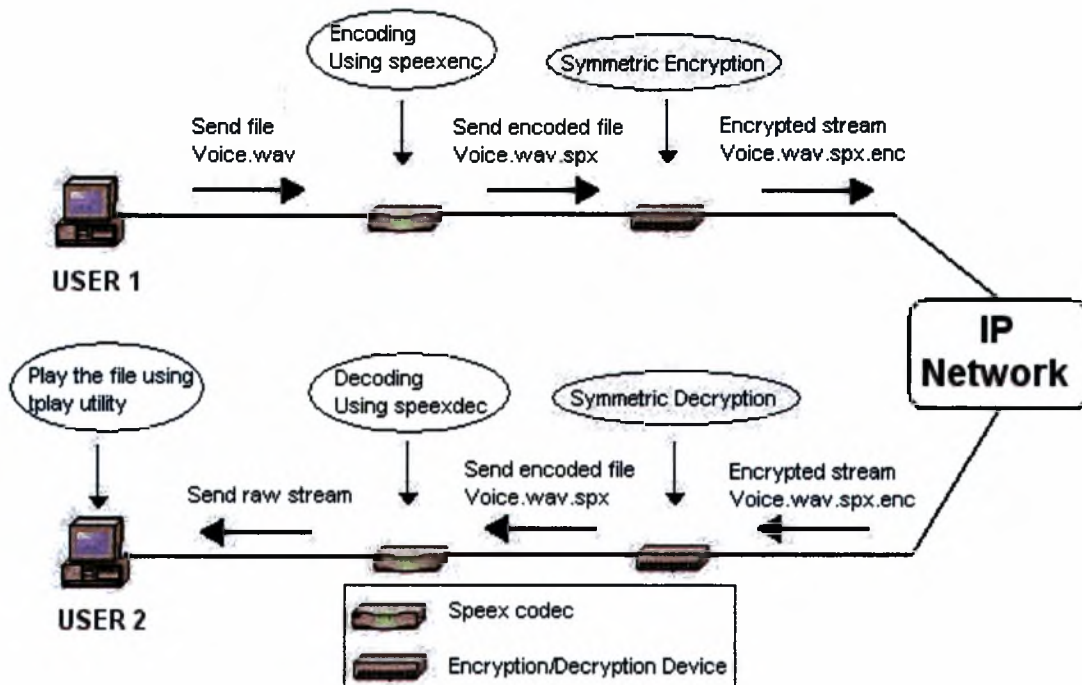 Encoding
Using speexenc
Symmetric Encryption
Send file
Voice.wav
Send encoded file
Voice.wav.spx
Encrypted stream
Voice.wav.spx.enc
USER 1
IP
Network
Play the file using
tplay utility
Decoding
Using speexdec
Symmetric Decryption
Send raw stream
Send encoded file
Voice.wav.spx
Encrypted stream
Voice.wav.spx.enc
USER 2
Speex codec
Encryption/Decryption Device